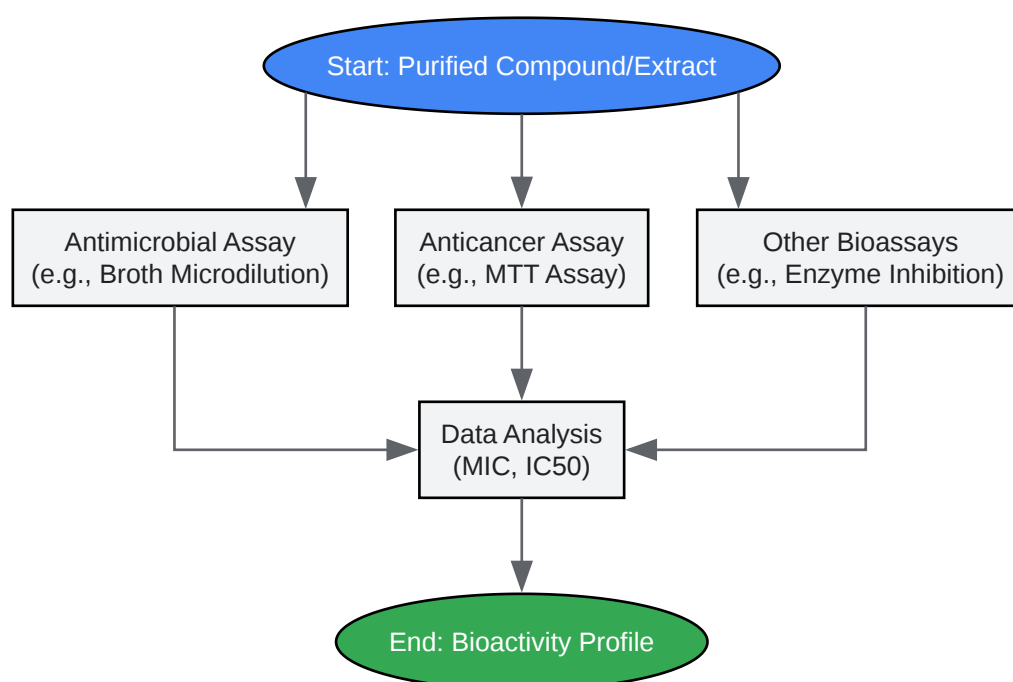 Start: Purified Compound/Extract
Antimicrobial Assay
(e.g., Broth Microdilution)
Anticancer Assay
(e.g., MTT Assay)
Other Bioassays
(e.g., Enzyme Inhibition)
Data Analysis
(MIC, IC50)
End: Bioactivity Profile